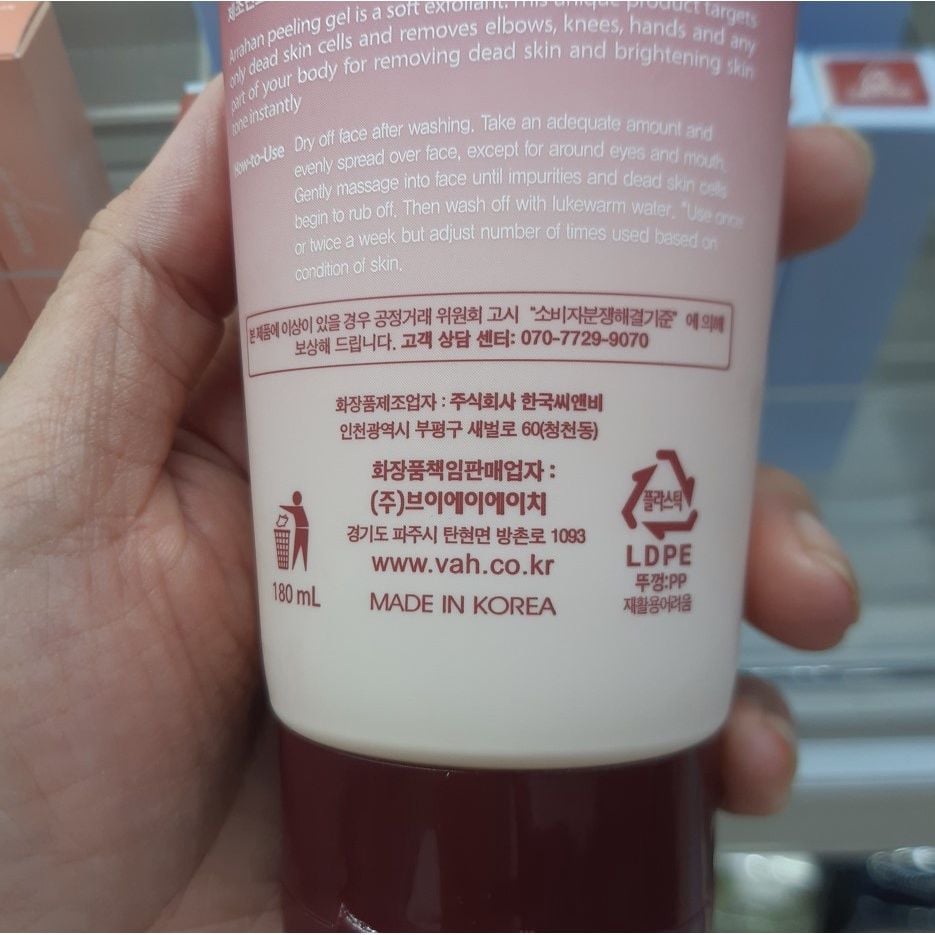 Arrahan peeling gel is a soft exfoliant. This unique product targets
only dead skin cells and removes elbows, knees, hands and any
part of your body for removing dead skin and brightening skin
tone instantly
How-to-Use Dry off face after washing. Take an adequate amount and
evenly spread over face, except for around eyes and mouth.
Gently massage into face until impurities and dead skin cells
begin to rub off. Then wash off with lukewarm water. *Use once
or twice a week but adjust number of times used based on
condition of skin.
본 제품에 이상이 있을 경우 공정거래 위원회 고시 "소비자분쟁해결기준" 에 의해
보상해 드립니다. 고객 상담 센터: 070-7729-9070
화장품제조업자 : 주식회사 한국씨앤비
인천광역시 부평구 새벌로 60(청천동)
화장품책임판매업자 :
(주)브이에이에이치
경기도 파주시 탄현면 방촌로 1093
www.vah.co.kr
MADE IN KOREA
180 mL
플라스틱
LDPE
뚜껑:PP
재활용어려움